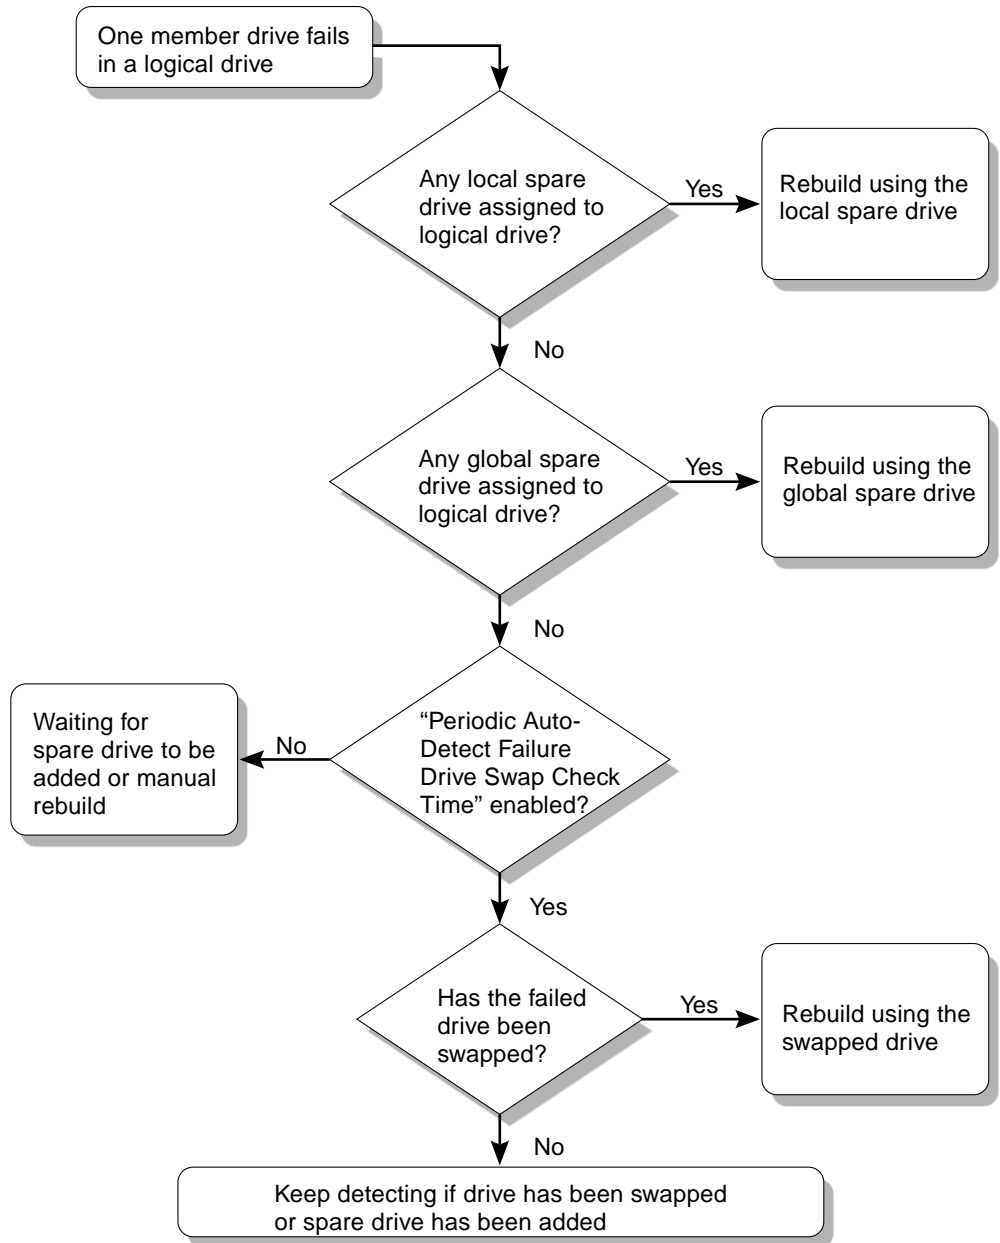 One member drive fails
in a logical drive
Any local spare
drive assigned to
logical drive?
Yes
Rebuild using the
local spare drive
No
Any global spare
drive assigned to
logical drive?
Yes
Rebuild using the
global spare drive
No
“Periodic Auto-
Detect Failure
Drive Swap Check
Time” enabled?
No
Waiting for
spare drive to be
added or manual
rebuild
Yes
Has the failed
drive been
swapped?
Yes
Rebuild using the
swapped drive
No
Keep detecting if drive has been swapped
or spare drive has been added